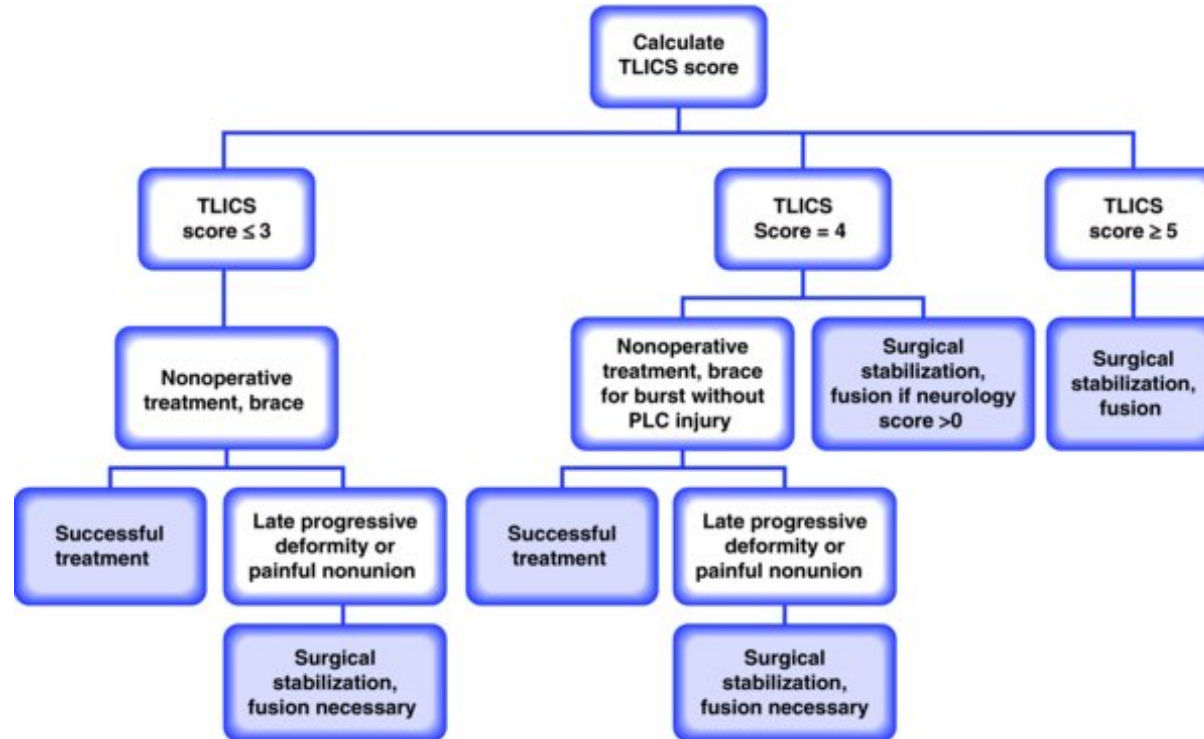 Calculate
TLICS score
TLICS
score ≤ 3
TLICS
Score = 4
TLICS
score ≥ 5
Nonoperative
treatment, brace
Nonoperative
treatment, brace
for burst without
PLC injury
Surgical
stabilization,
fusion if neurology
score >0
Surgical
stabilization,
fusion
Successful
treatment
Late progressive
deformity or
painful nonunion
Successful
treatment
Late progressive
deformity or
painful nonunion
Surgical
stabilization,
fusion necessary
Surgical
stabilization,
fusion necessary